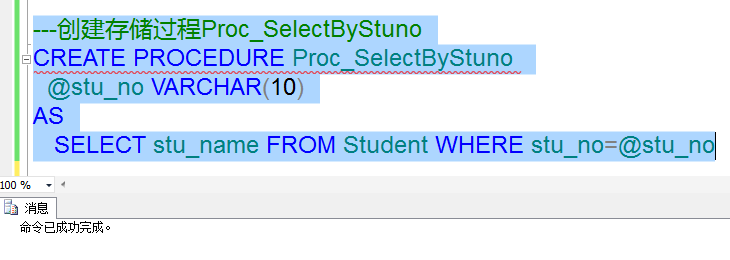 ---创建存储过程Proc_SelectByStuno
CREATE PROCEDURE Proc_SelectByStuno
@stu_no VARCHAR(10)
AS
SELECT stu_name FROM Student WHERE stu_no=@stu_no
100 %
消息
命令已成功完成。